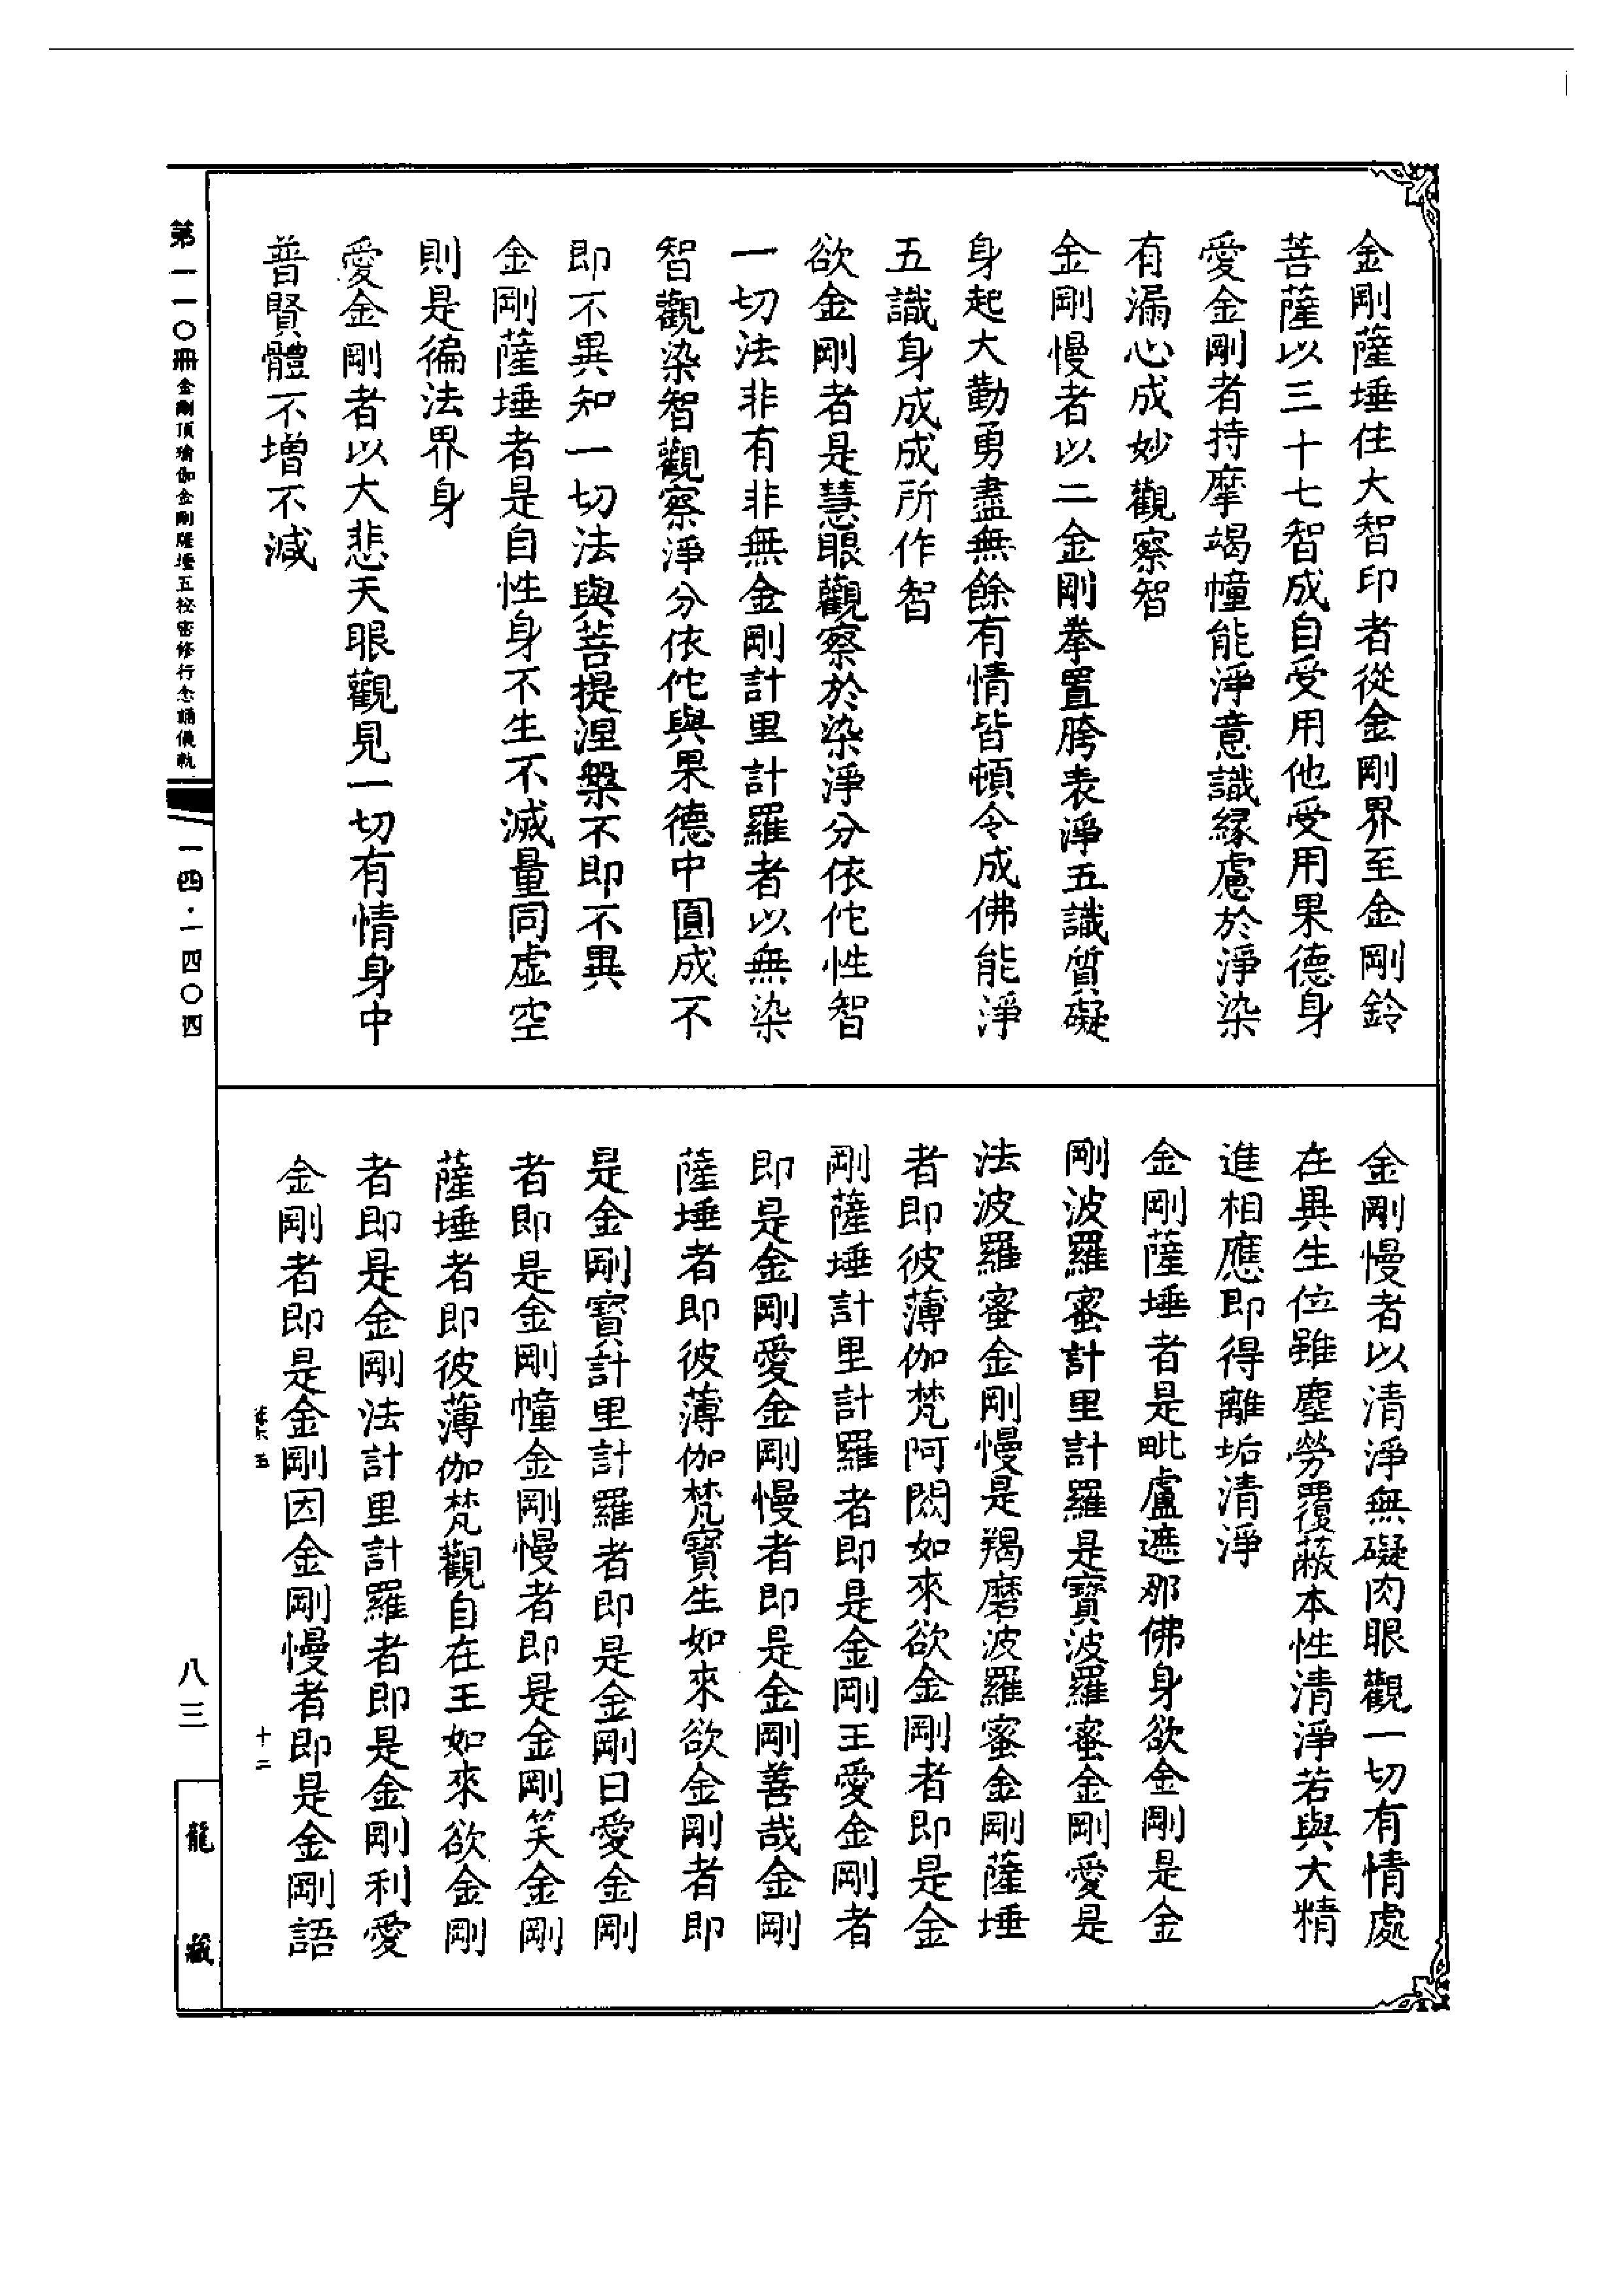 金剛薩埵住大智印者從金剛界至金剛鈴
菩薩以三十七智成自受用他受用果德身
愛金剛者持摩竭幢能淨意識緣慮於淨染
有漏心成妙觀察智
金剛慢者以二金剛拳置胯表淨五識質礙
身起大勤勇盡無餘有情皆頓令成佛能淨
五識身成成所作智
欲金剛者是慧眼觀察於染淨分依佗性智
一切法非有非無金剛計里計羅者以無染
智觀染智觀察淨分依佗與果德中圓成不
即不異知一切法與菩提涅槃不即不異
金剛薩埵者是自性身不生不滅量同虛空
則是徧法界身
愛金剛者以大悲天眼觀見一切有情身中
普賢體不增不減
金剛慢者以清淨無礙肉眼觀一切有情處
在異生位雖塵勞覆蔽本性清淨若與大精
進相應即得離垢清淨
金剛薩埵者是毗盧遮那佛身欲金剛是金
剛波羅蜜計里計羅是寶波羅蜜金剛愛是
法波羅蜜金剛慢是羯磨波羅蜜金剛薩埵
者即彼薄伽梵阿閦如來欲金剛者即是金
剛薩埵計里計羅者即是金剛王愛金剛者
即是金剛愛金剛慢者即是金剛善哉金剛
薩埵者即彼薄伽梵寶生如來欲金剛者即
是金剛寶計里計羅者即是金剛日愛金剛
者即是金剛幢金剛慢者即是金剛笑金剛
薩埵者即彼薄伽梵觀自在王如來欲金剛
者即是金剛法計里計羅者即是金剛利愛
金剛者即是金剛因金剛慢者即是金剛語
十二
第一一〇冊 金剛頂瑜伽金剛薩埵五祕密修行念誦儀軌
一四·一四〇四
八三
龍藏